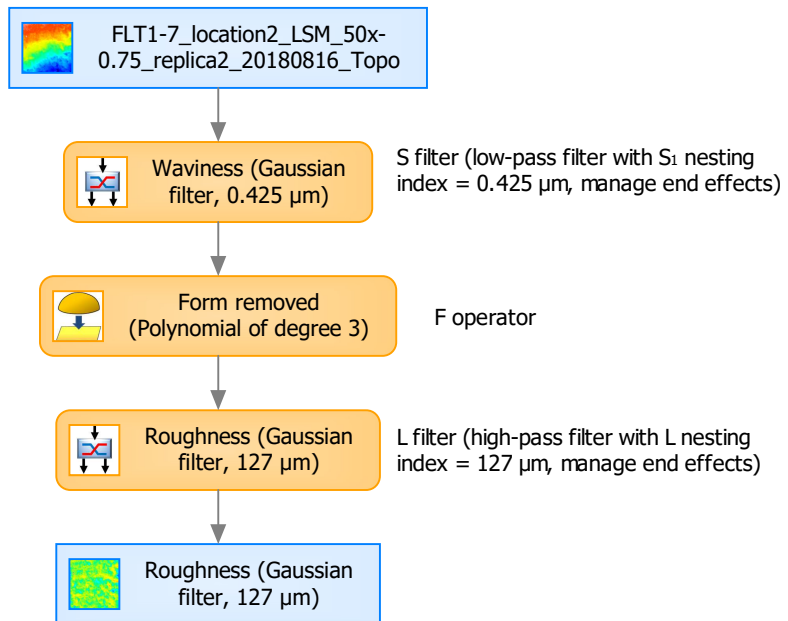 FLT1-7_location2_LSM_50x-
0.75_replica2_20180816_Topo
Waviness (Gaussian
filter, 0.425 µm)
S filter (low-pass filter with S₁ nesting
index = 0.425 µm, manage end effects)
Form removed
(Polynomial of degree 3)
F operator
Roughness (Gaussian
filter, 127 µm)
L filter (high-pass filter with L nesting
index = 127 µm, manage end effects)
Roughness (Gaussian
filter, 127 µm)